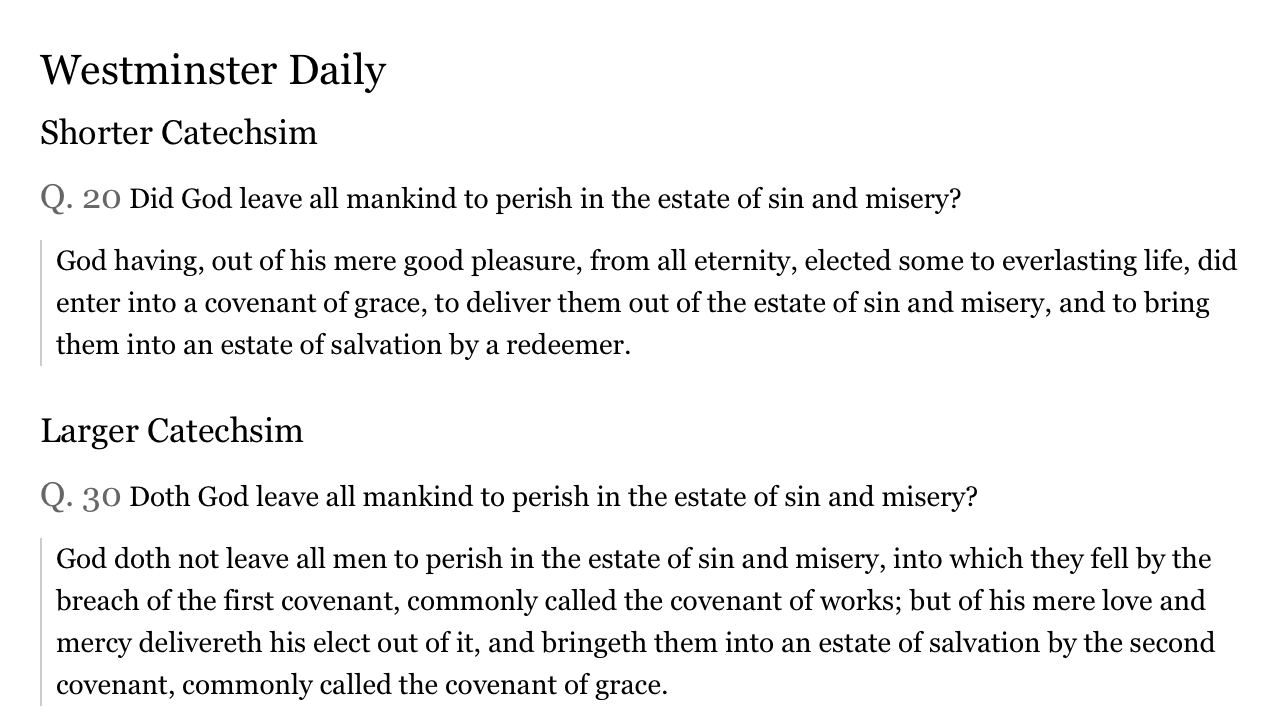 Westminster Daily
Shorter Catechsim
Q. 20 Did God leave all mankind to perish in the estate of sin and misery?
God having, out of his mere good pleasure, from all eternity, elected some to everlasting life, did
enter into a covenant of grace, to deliver them out of the estate of sin and misery, and to bring
them into an estate of salvation by a redeemer.
Larger Catechsim
Q. 30 Doth God leave all mankind to perish in the estate of sin and misery?
God doth not leave all men to perish in the estate of sin and misery, into which they fell by the
breach of the first covenant, commonly called the covenant of works; but of his mere love and
mercy delivereth his elect out of it, and bringeth them into an estate of salvation by the second
covenant, commonly called the covenant of grace.